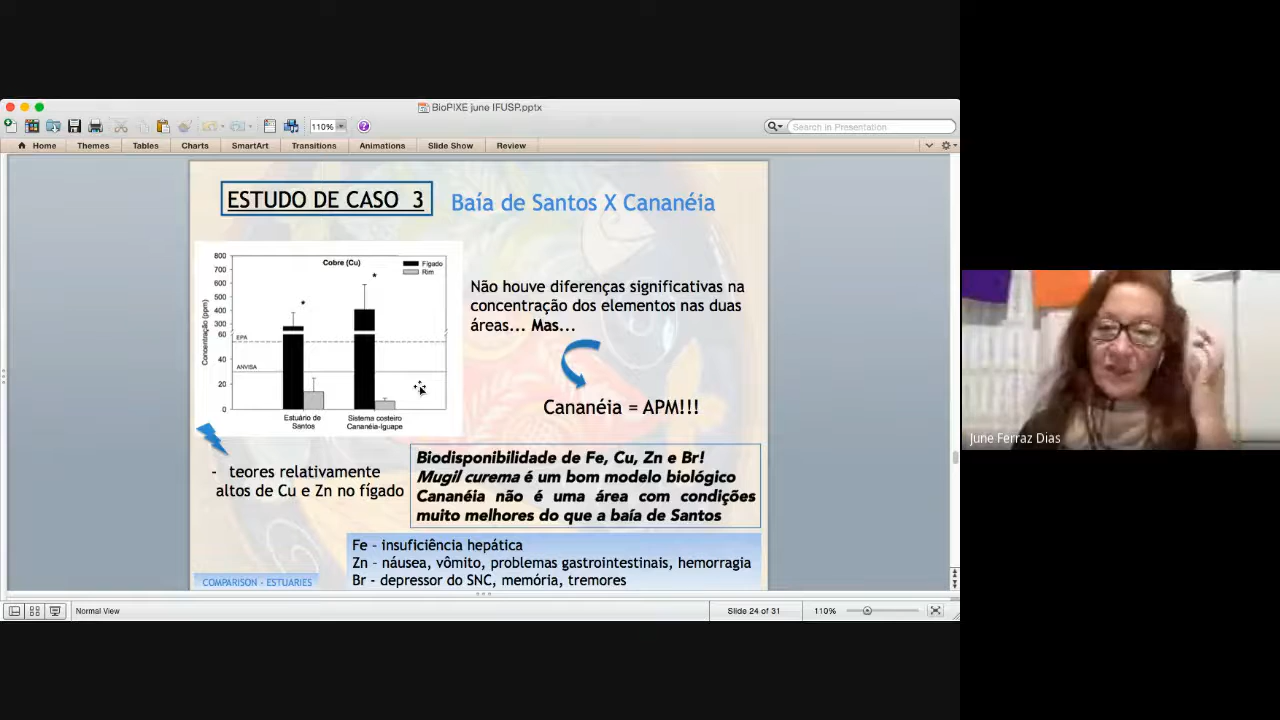 BioPIXE june IFUSP.pptx
110%
Search in Presentation
Home Themes Tables Charts SmartArt Transitions Animations Slide Show Review
ESTUDO DE CASO 3
Baía de Santos X Cananéia
Cobre (Cu)
Fígado
Rim
Concentração (ppm)
800
700
600
500
400
300
60
40
20
0
EPA
ANVISA
*
*
Estuário de
Santos
Sistema costeiro
Cananéia-Iguape
Não houve diferenças significativas na
concentração dos elementos nas duas
áreas... Mas...
Cananéia = APM!!!
- teores relativamente
altos de Cu e Zn no fígado
Biodisponibilidade de Fe, Cu, Zn e Br!
Mugil curema é um bom modelo biológico
Cananéia não é uma área com condições
muito melhores do que a baía de Santos
Fe - insuficiência hepática
Zn - náusea, vômito, problemas gastrointestinais, hemorragia
Br - depressor do SNC, memória, tremores
COMPARISON - ESTUARIES
Normal View
Slide 24 of 31
110%
June Ferraz Dias